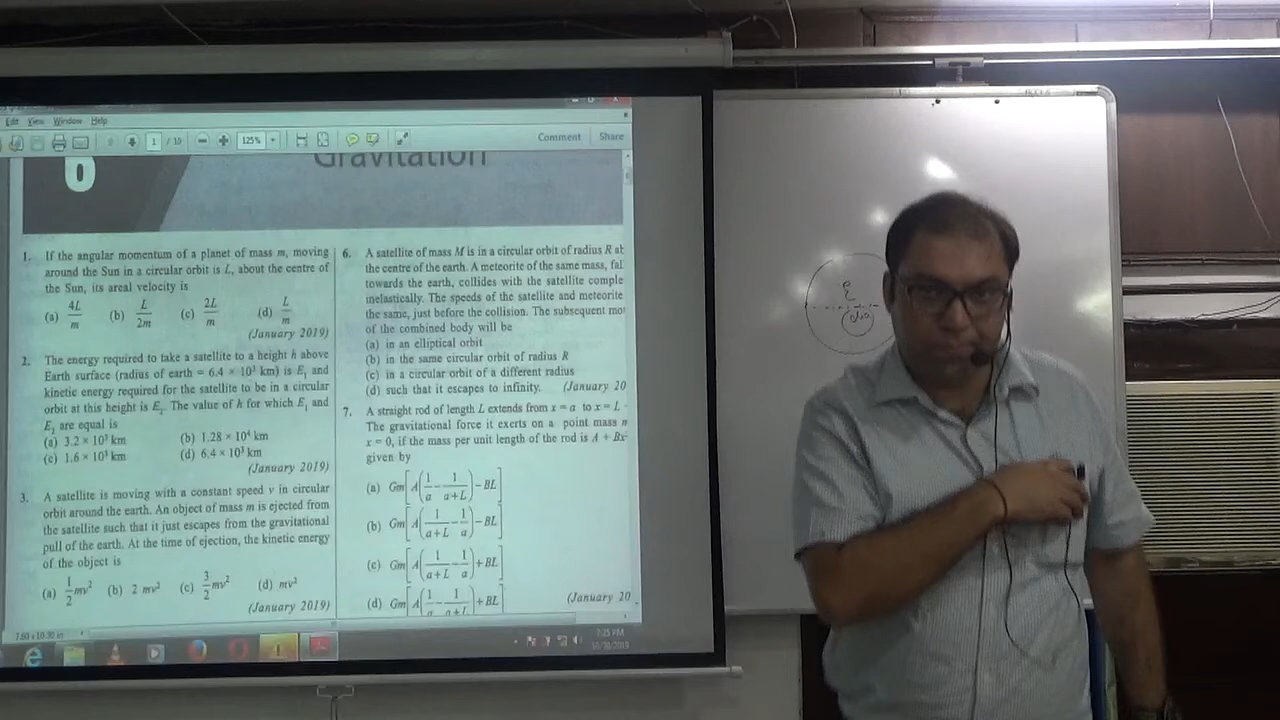 Edit View Window Help
1 / 10 125% Comment Share
6 Gravitation
1. If the angular momentum of a planet of mass m, moving
around the Sun in a circular orbit is L, about the centre of
the Sun, its areal velocity is
(a) 4L/m (b) L/2m (c) 2L/m (d) L/m
(January 2019)
2. The energy required to take a satellite to a height h above
Earth surface (radius of earth = 6.4 × 10³ km) is E₁ and
kinetic energy required for the satellite to be in a circular
orbit at this height is E₂. The value of h for which E₁ and
E₂ are equal is
(a) 3.2 × 10³ km (b) 1.28 × 10⁴ km
(c) 1.6 × 10³ km (d) 6.4 × 10³ km
(January 2019)
3. A satellite is moving with a constant speed v in circular
orbit around the earth. An object of mass m is ejected from
the satellite such that it just escapes from the gravitational
pull of the earth. At the time of ejection, the kinetic energy
of the object is
(a) 1/2 mv² (b) 2 mv² (c) 3/2 mv² (d) mv²
(January 2019)
6. A satellite of mass M is in a circular orbit of radius R ab
the centre of the earth. A meteorite of the same mass, fal
towards the earth, collides with the satellite comple
inelastically. The speeds of the satellite and meteorite
the same, just before the collision. The subsequent mot
of the combined body will be
(a) in an elliptical orbit
(b) in the same circular orbit of radius R
(c) in a circular orbit of a different radius
(d) such that it escapes to infinity. (January 20
7. A straight rod of length L extends from x = a to x = L
The gravitational force it exerts on a point mass
x = 0, if the mass per unit length of the rod is A + Bx
given by
(a) Gm[A(1/a − 1/(a+L)) − BL]
(b) Gm[A(1/(a+L) − 1/a) − BL]
(c) Gm[A(1/(a+L) − 1/a) + BL]
(d) Gm[A(1/a − 1/(a+L)) + BL] (January 20
7.60 x 10.30 in
7:25 PM